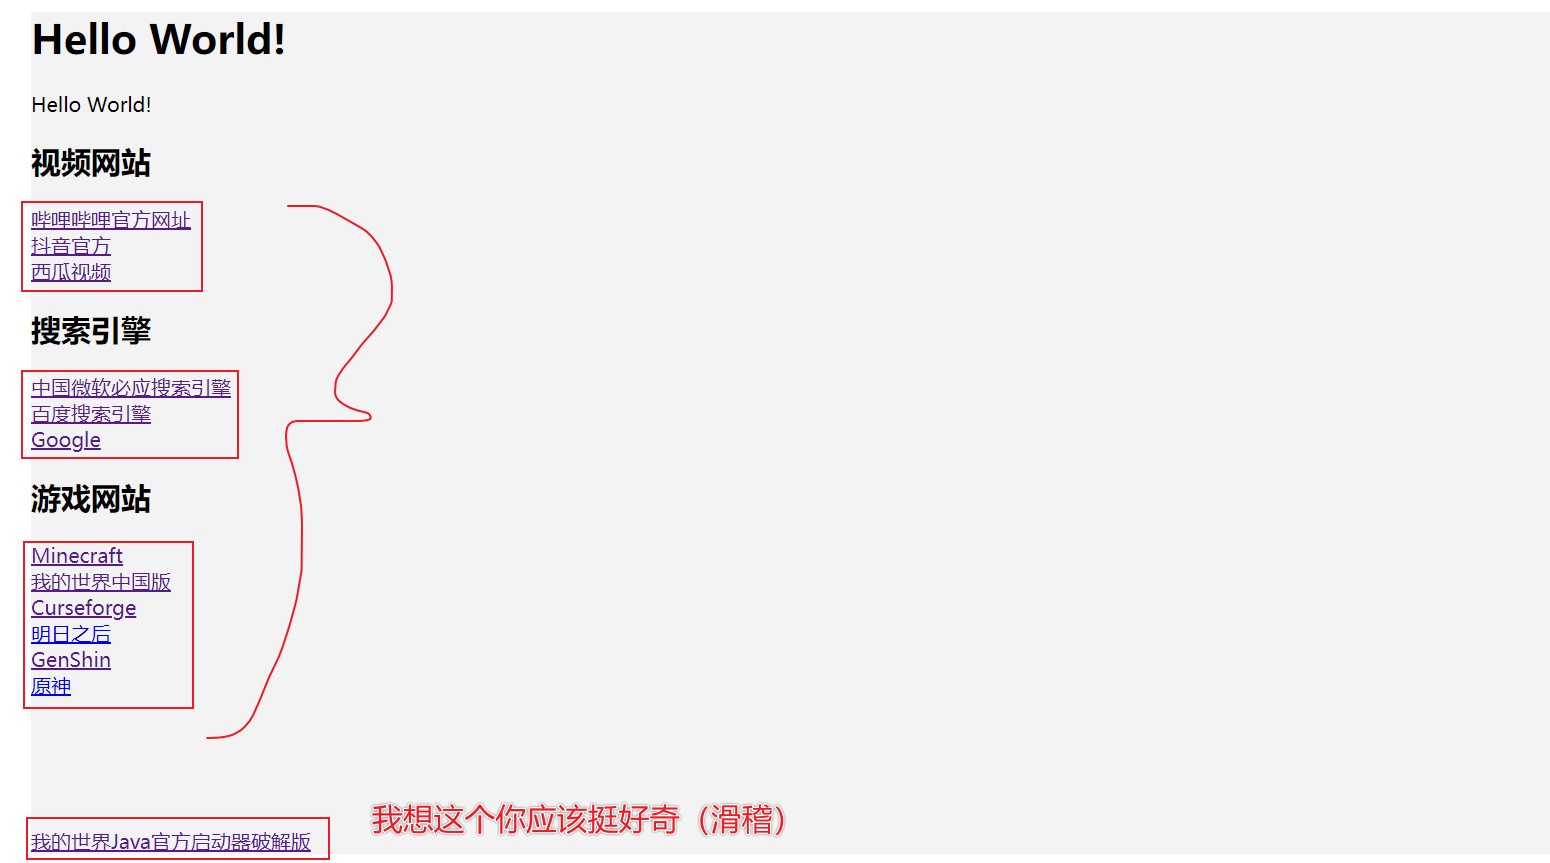 Hello World!
Hello World!
视频网站
哔哩哔哩官方网址
抖音官方
西瓜视频
搜索引擎
中国微软必应搜索引擎
百度搜索引擎
Google
游戏网站
Minecraft
我的世界中国版
Curseforge
明日之后
GenShin
原神
我想这个你应该挺好奇（滑稽）
我的世界Java官方启动器破解版